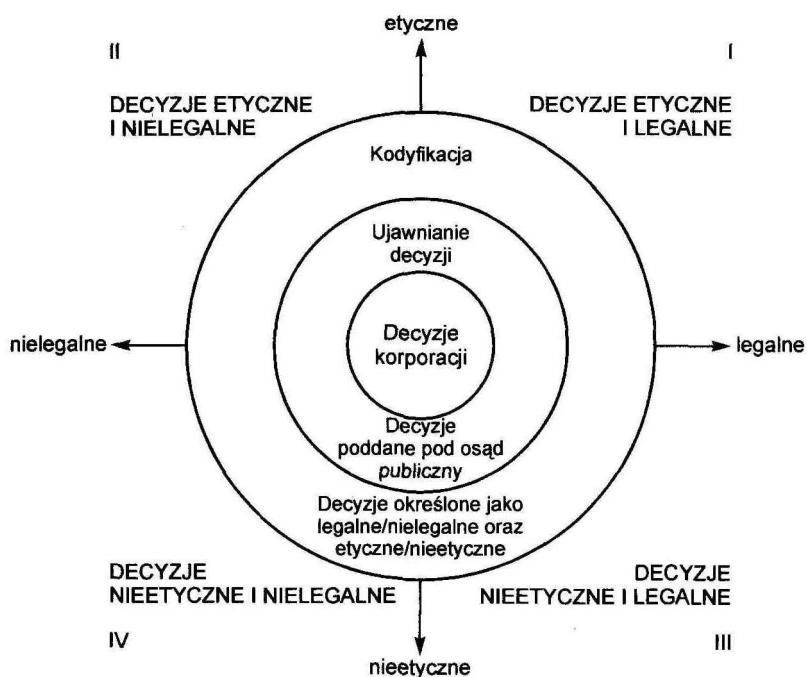 etyczne
II
I
DECYZJE ETYCZNE
I NIELEGALNE
DECYZJE ETYCZNE
I LEGALNE
Kodyfikacja
Ujawnianie
decyzji
nielegalne
Decyzje
korporacji
legalne
Decyzje
poddane pod osąd
publiczny
Decyzje określone jako
legalne/nielegalne oraz
etyczne/nieetyczne
DECYZJE
NIEETYCZNE I NIELEGALNE
DECYZJE
NIEETYCZNE I LEGALNE
IV
III
nieetyczne